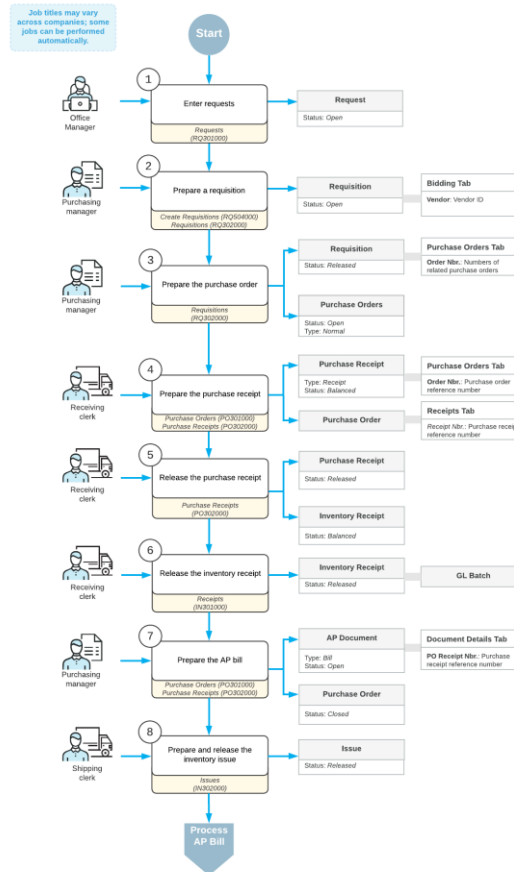 Job titles may vary
across companies; some
jobs can be performed
automatically.
Start
1
Enter requests
Requests
(RQ301000)
Office
Manager
Request
Status: Open
2
Prepare a requisition
Create Requisitions (RQ504000)
Requisitions (RQ302000)
Purchasing
manager
Requisition
Status: Open
Bidding Tab
Vendor: Vendor ID
3
Prepare the purchase order
Requisitions
(RQ302000)
Purchasing
manager
Requisition
Status: Released
Purchase Orders Tab
Order Nbr.: Numbers of
related purchase orders
Purchase Orders
Status: Open
Type: Normal
4
Prepare the purchase receipt
Purchase Orders (PO301000)
Purchase Receipts (PO302000)
Receiving
clerk
Purchase Receipt
Type: Receipt
Status: Balanced
Purchase Orders Tab
Order Nbr.: Purchase order
reference number
Purchase Order
Receipts Tab
Receipt Nbr.: Purchase receip
reference number
5
Release the purchase receipt
Purchase Receipts
(PO302000)
Receiving
clerk
Purchase Receipt
Status: Released
Inventory Receipt
Status: Balanced
6
Release the inventory receipt
Receipts
(IN301000)
Receiving
clerk
Inventory Receipt
Status: Released
GL Batch
7
Prepare the AP bill
Purchase Orders (PO301000)
Purchase Receipts (PO302000)
Purchasing
manager
AP Document
Type: Bill
Status: Open
Document Details Tab
PO Receipt Nbr.: Purchase
receipt reference number
Purchase Order
Status: Closed
8
Prepare and release the
inventory issue
Issues
(IN302000)
Shipping
clerk
Issue
Status: Released
Process
AP Bill